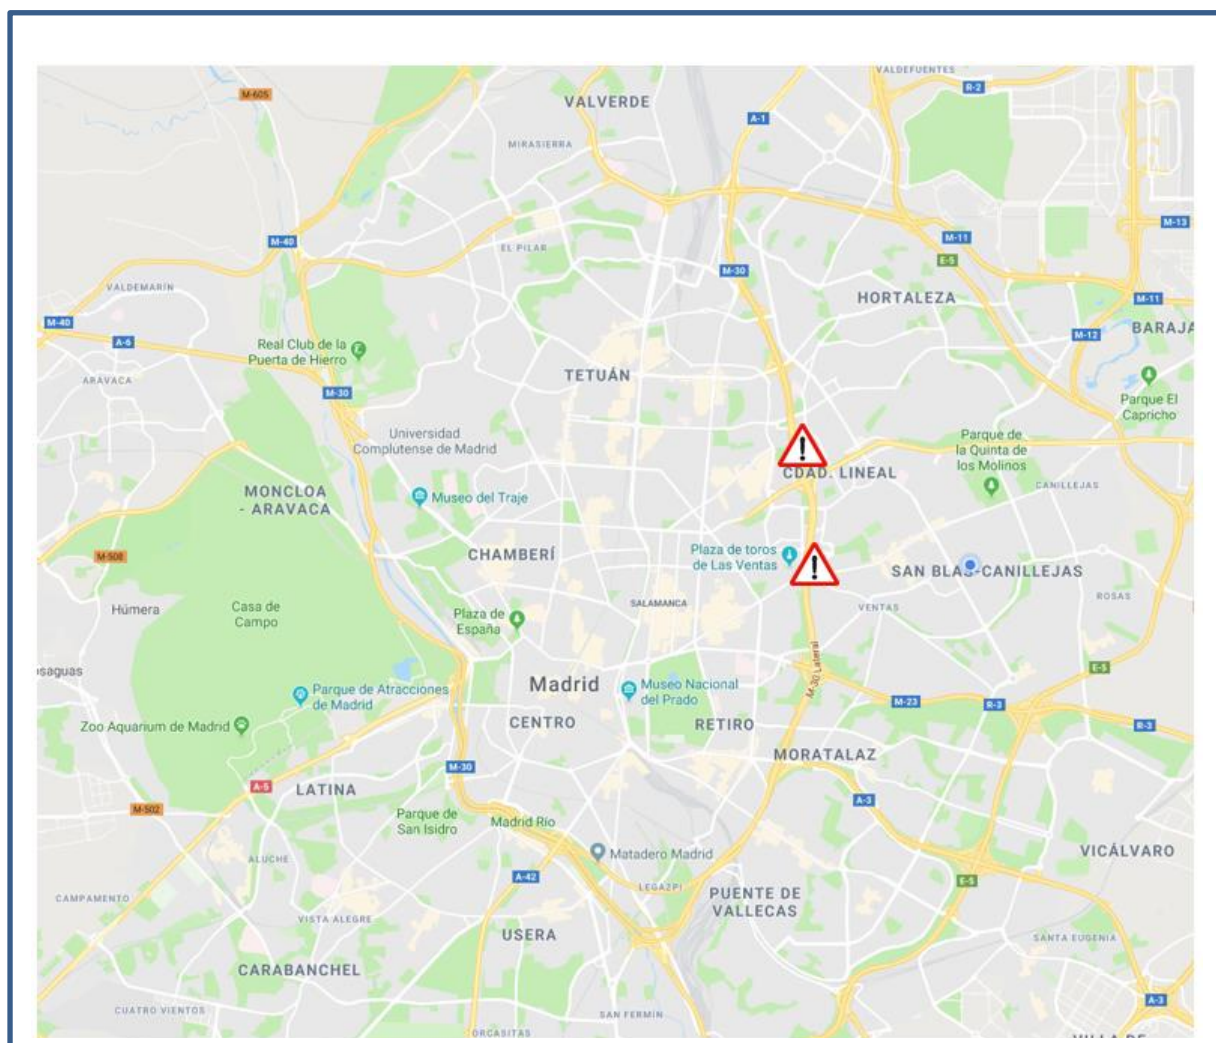 VALDEFUENTES
M-605
R-2
VALVERDE
A-1
MIRASIERRA
M-13
M-40
EL PILAR
M-11
E-5
M-30
VALDEMARÍN
HORTALEZA
M-11
M-40
BARAJA
A-6
Real Club de la
Puerta de Hierro
M-12
ARAVACA
TETUÁN
M-30
Parque El
Capricho
Universidad
Complutense de Madrid
Parque de
la Quinta de
los Molinos
!
CDAD. LINEAL
MONCLOA
- ARAVACA
Museo del Traje
CANILLEJAS
M-508
CHAMBERÍ
Plaza de toros
de Las Ventas
!
SAN BLAS-CANILLEJAS
Húmera
Casa de
Campo
Plaza de
España
SALAMANCA
VENTAS
ROSAS
osaguas
Madrid
M-30 Lateral
E-5
Parque de Atracciones
de Madrid
Museo Nacional
del Prado
M-23
R-3
R-3
Zoo Aquarium de Madrid
CENTRO
RETIRO
MORATALAZ
M-30
A-5
LATINA
M-502
Parque de
San Isidro
Madrid Río
A-3
ALUCHE
Matadero Madrid
VICÁLVARO
A-42
LEGAZPI
E-5
CAMPAMENTO
PUENTE DE
VALLECAS
VISTA ALEGRE
USERA
SANTA EUGENIA
CARABANCHEL
A-3
CUATRO VIENTOS
SAN FERMÍN
ORCASITAS
VILLA DE